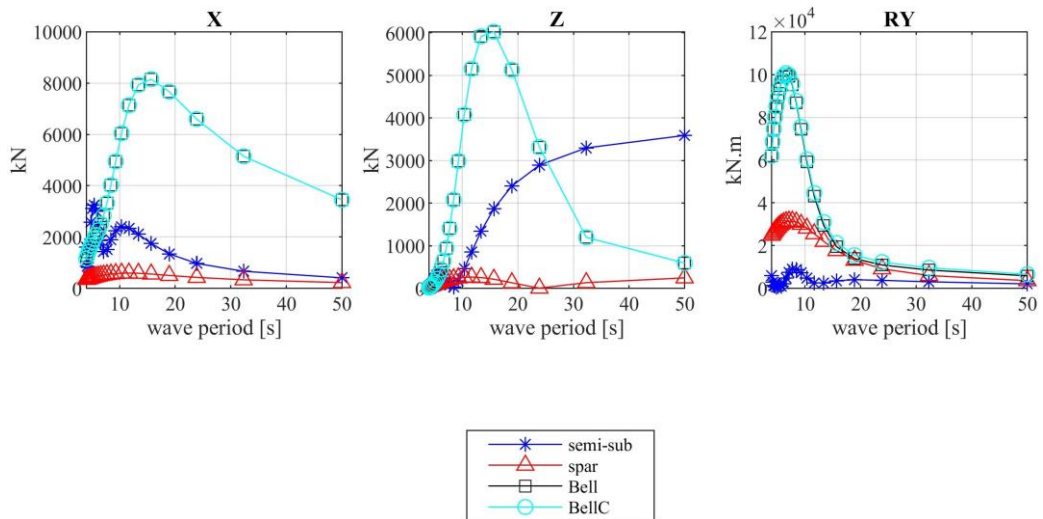 X
10000
8000
6000
4000
2000
0
kN
10 20 30 40 50
wave period [s]
Z
6000
5000
4000
3000
2000
1000
0
kN
10 20 30 40 50
wave period [s]
RY
×10⁴
12
10
8
6
4
2
0
kN.m
10 20 30 40 50
wave period [s]
semi-sub
spar
Bell
BellC